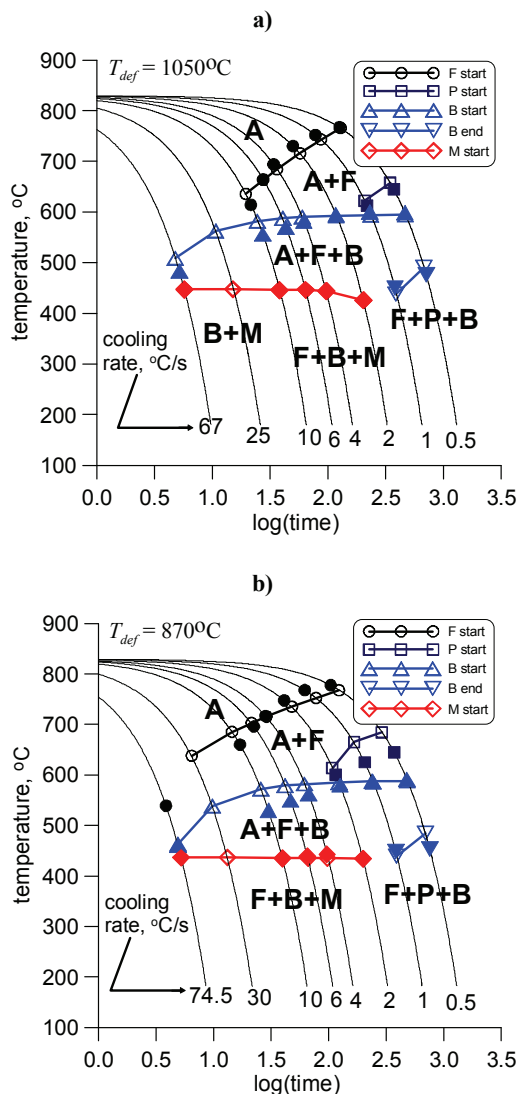 a)
T_def = 1050°C
F start
P start
B start
B end
M start
900
800
700
600
500
400
300
200
100
temperature, °C
A
A+F
A+F+B
B+M
F+B+M
F+P+B
cooling
rate, °C/s
67 25 10 6 4 2 1 0.5
0.0 0.5 1.0 1.5 2.0 2.5 3.0 3.5
log(time)
b)
T_def = 870°C
F start
P start
B start
B end
M start
900
800
700
600
500
400
300
200
100
temperature, °C
A
A+F
A+F+B
F+B+M
F+P+B
cooling
rate, °C/s
74.5 30 10 6 4 2 1 0.5
0.0 0.5 1.0 1.5 2.0 2.5 3.0 3.5
log(time)